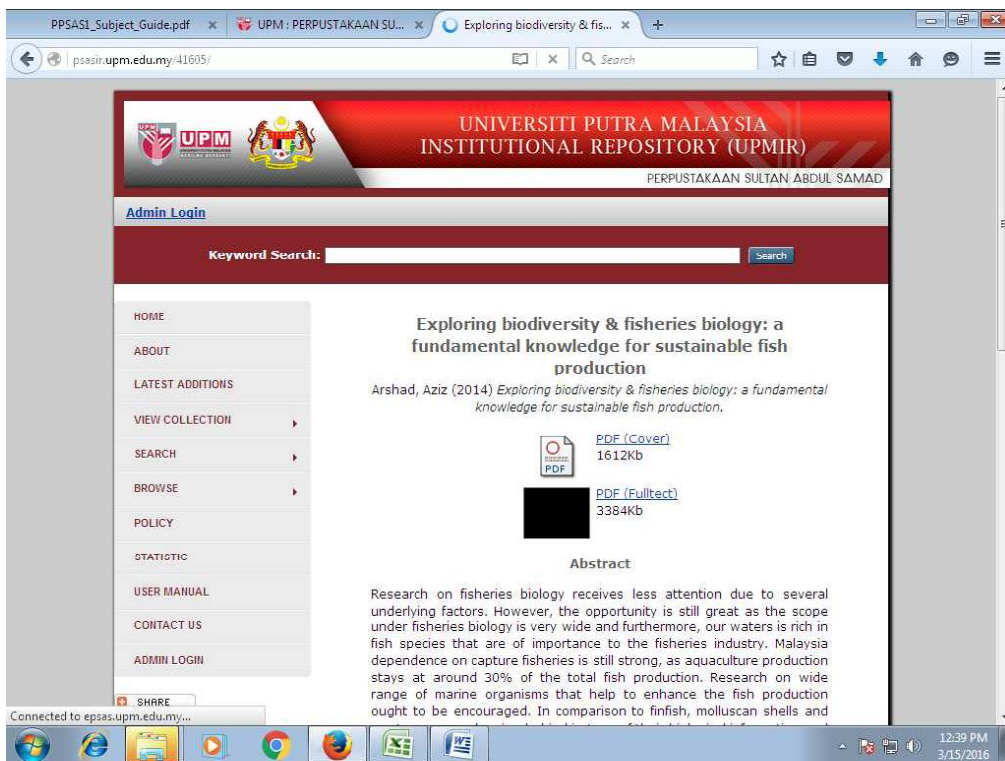 PPSAS1_Subject_Guide.pdf
UPM : PERPUSTAKAAN SU...
Exploring biodiversity & fis...
psasir.upm.edu.my/41605/
Search
UPM
UNIVERSITI PUTRA MALAYSIA
INSTITUTIONAL REPOSITORY (UPMIR)
PERPUSTAKAAN SULTAN ABDUL SAMAD
Admin Login
Keyword Search:
Search
HOME
ABOUT
LATEST ADDITIONS
VIEW COLLECTION
SEARCH
BROWSE
POLICY
STATISTIC
USER MANUAL
CONTACT US
ADMIN LOGIN
SHARE
Exploring biodiversity & fisheries biology: a
fundamental knowledge for sustainable fish
production
Arshad, Aziz (2014) Exploring biodiversity & fisheries biology: a fundamental
knowledge for sustainable fish production.
PDF
PDF (Cover)
1612Kb
PDF (Fulltect)
3384Kb
Abstract
Research on fisheries biology receives less attention due to several
underlying factors. However, the opportunity is still great as the scope
under fisheries biology is very wide and furthermore, our waters is rich in
fish species that are of importance to the fisheries industry. Malaysia
dependence on capture fisheries is still strong, as aquaculture production
stays at around 30% of the total fish production. Research on wide
range of marine organisms that help to enhance the fish production
ought to be encouraged. In comparison to finfish, molluscan shells and
Connected to epsas.upm.edu.my...
12:39 PM
3/15/2016